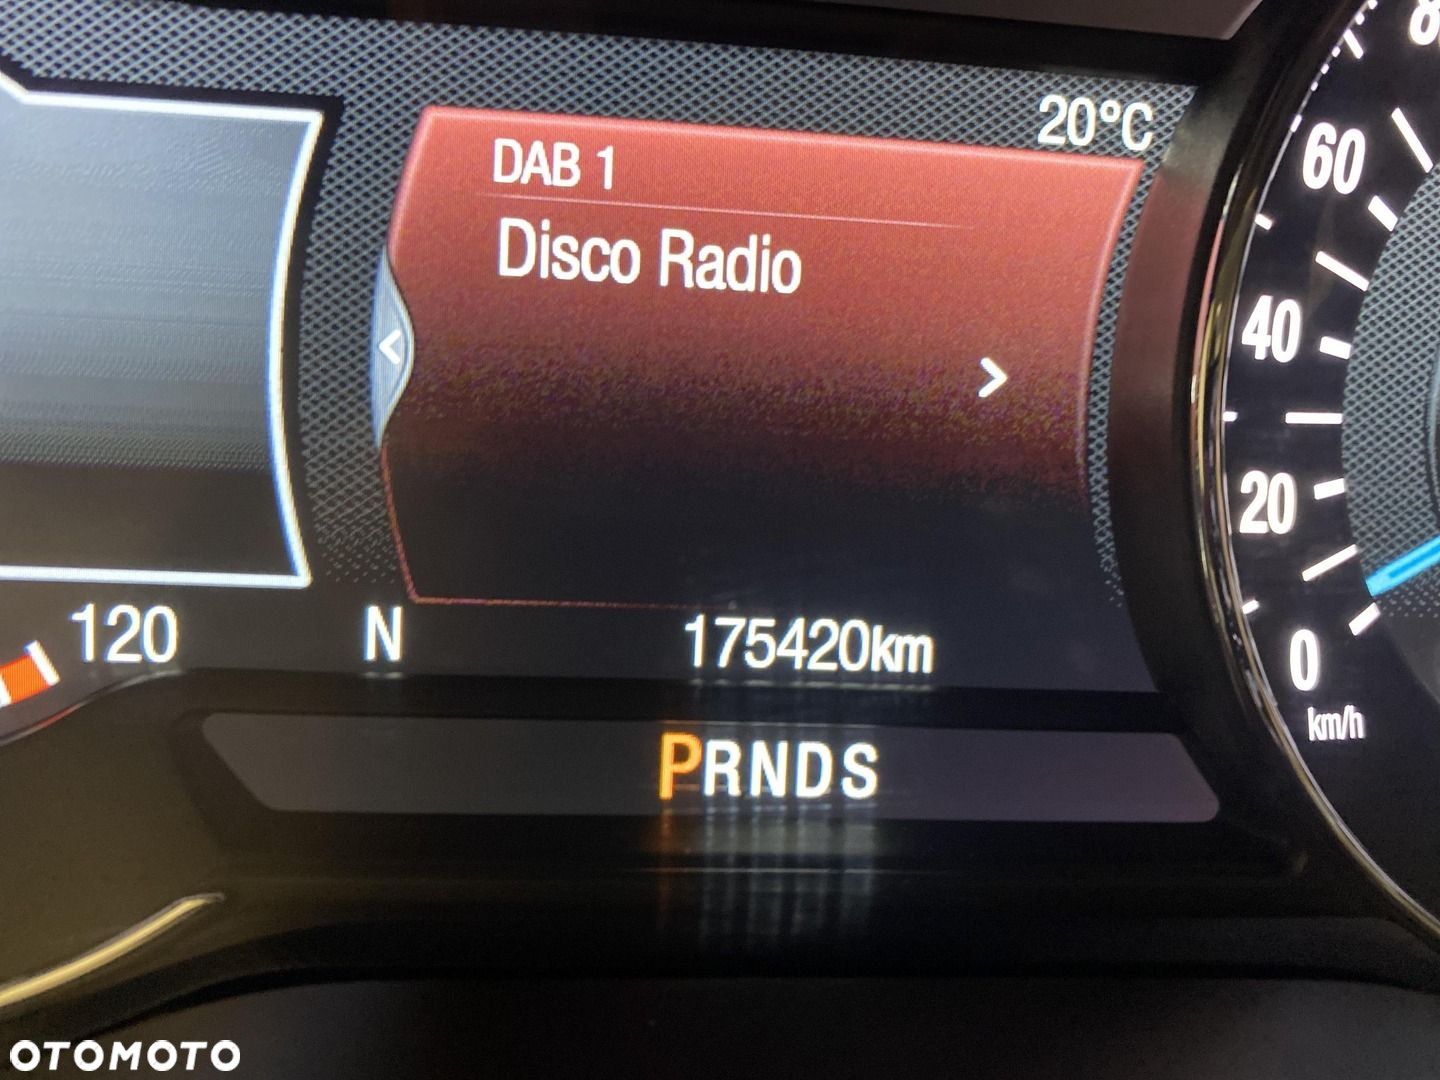 20°C
DAB 1
Disco Radio
<
>
120
N
175420km
PRNDS
60
40
20
0
km/h
OTOMOTO